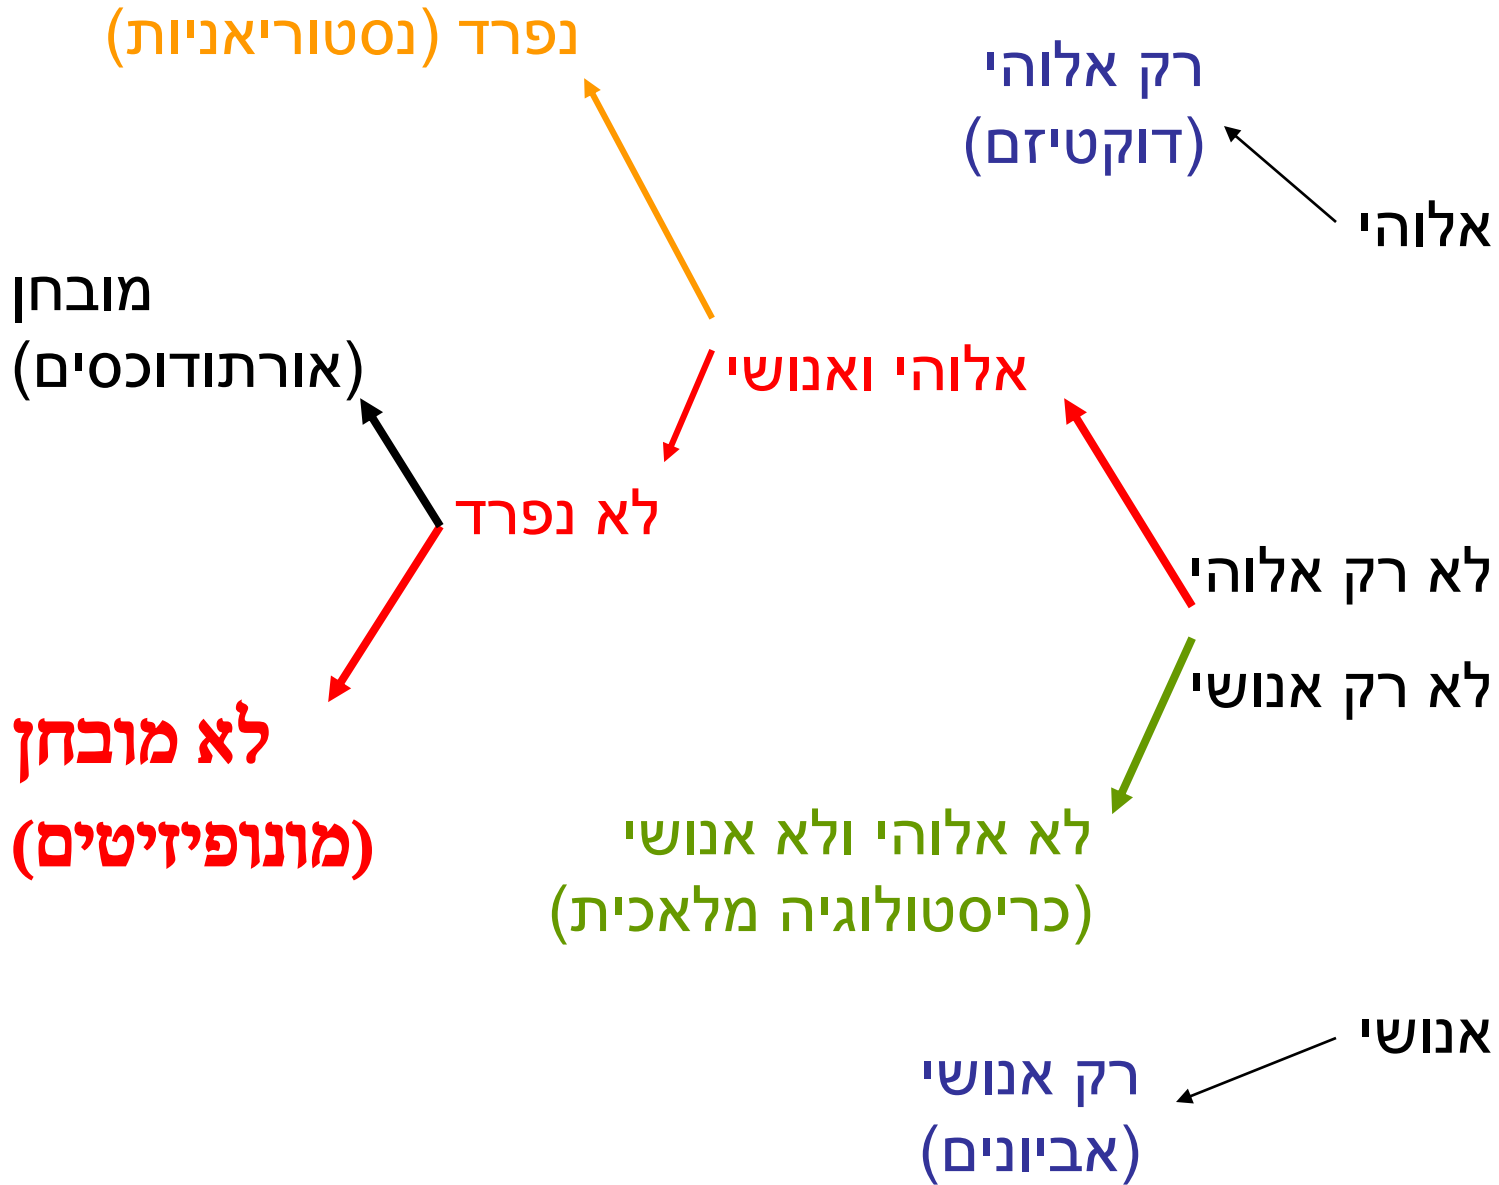 נפרד (נסטוריאניות)
רק אלוהי
(דוקטיזם)
אלוהי
מובחן
(אורתודוכסים)
אלוהי ואנושי
לא נפרד
לא רק אלוהי
לא רק אנושי
לא מובחן
(מונופיזיטים)
לא אלוהי ולא אנושי
(כריסטולוגיה מלאכית)
אנושי
רק אנושי
(אביונים)